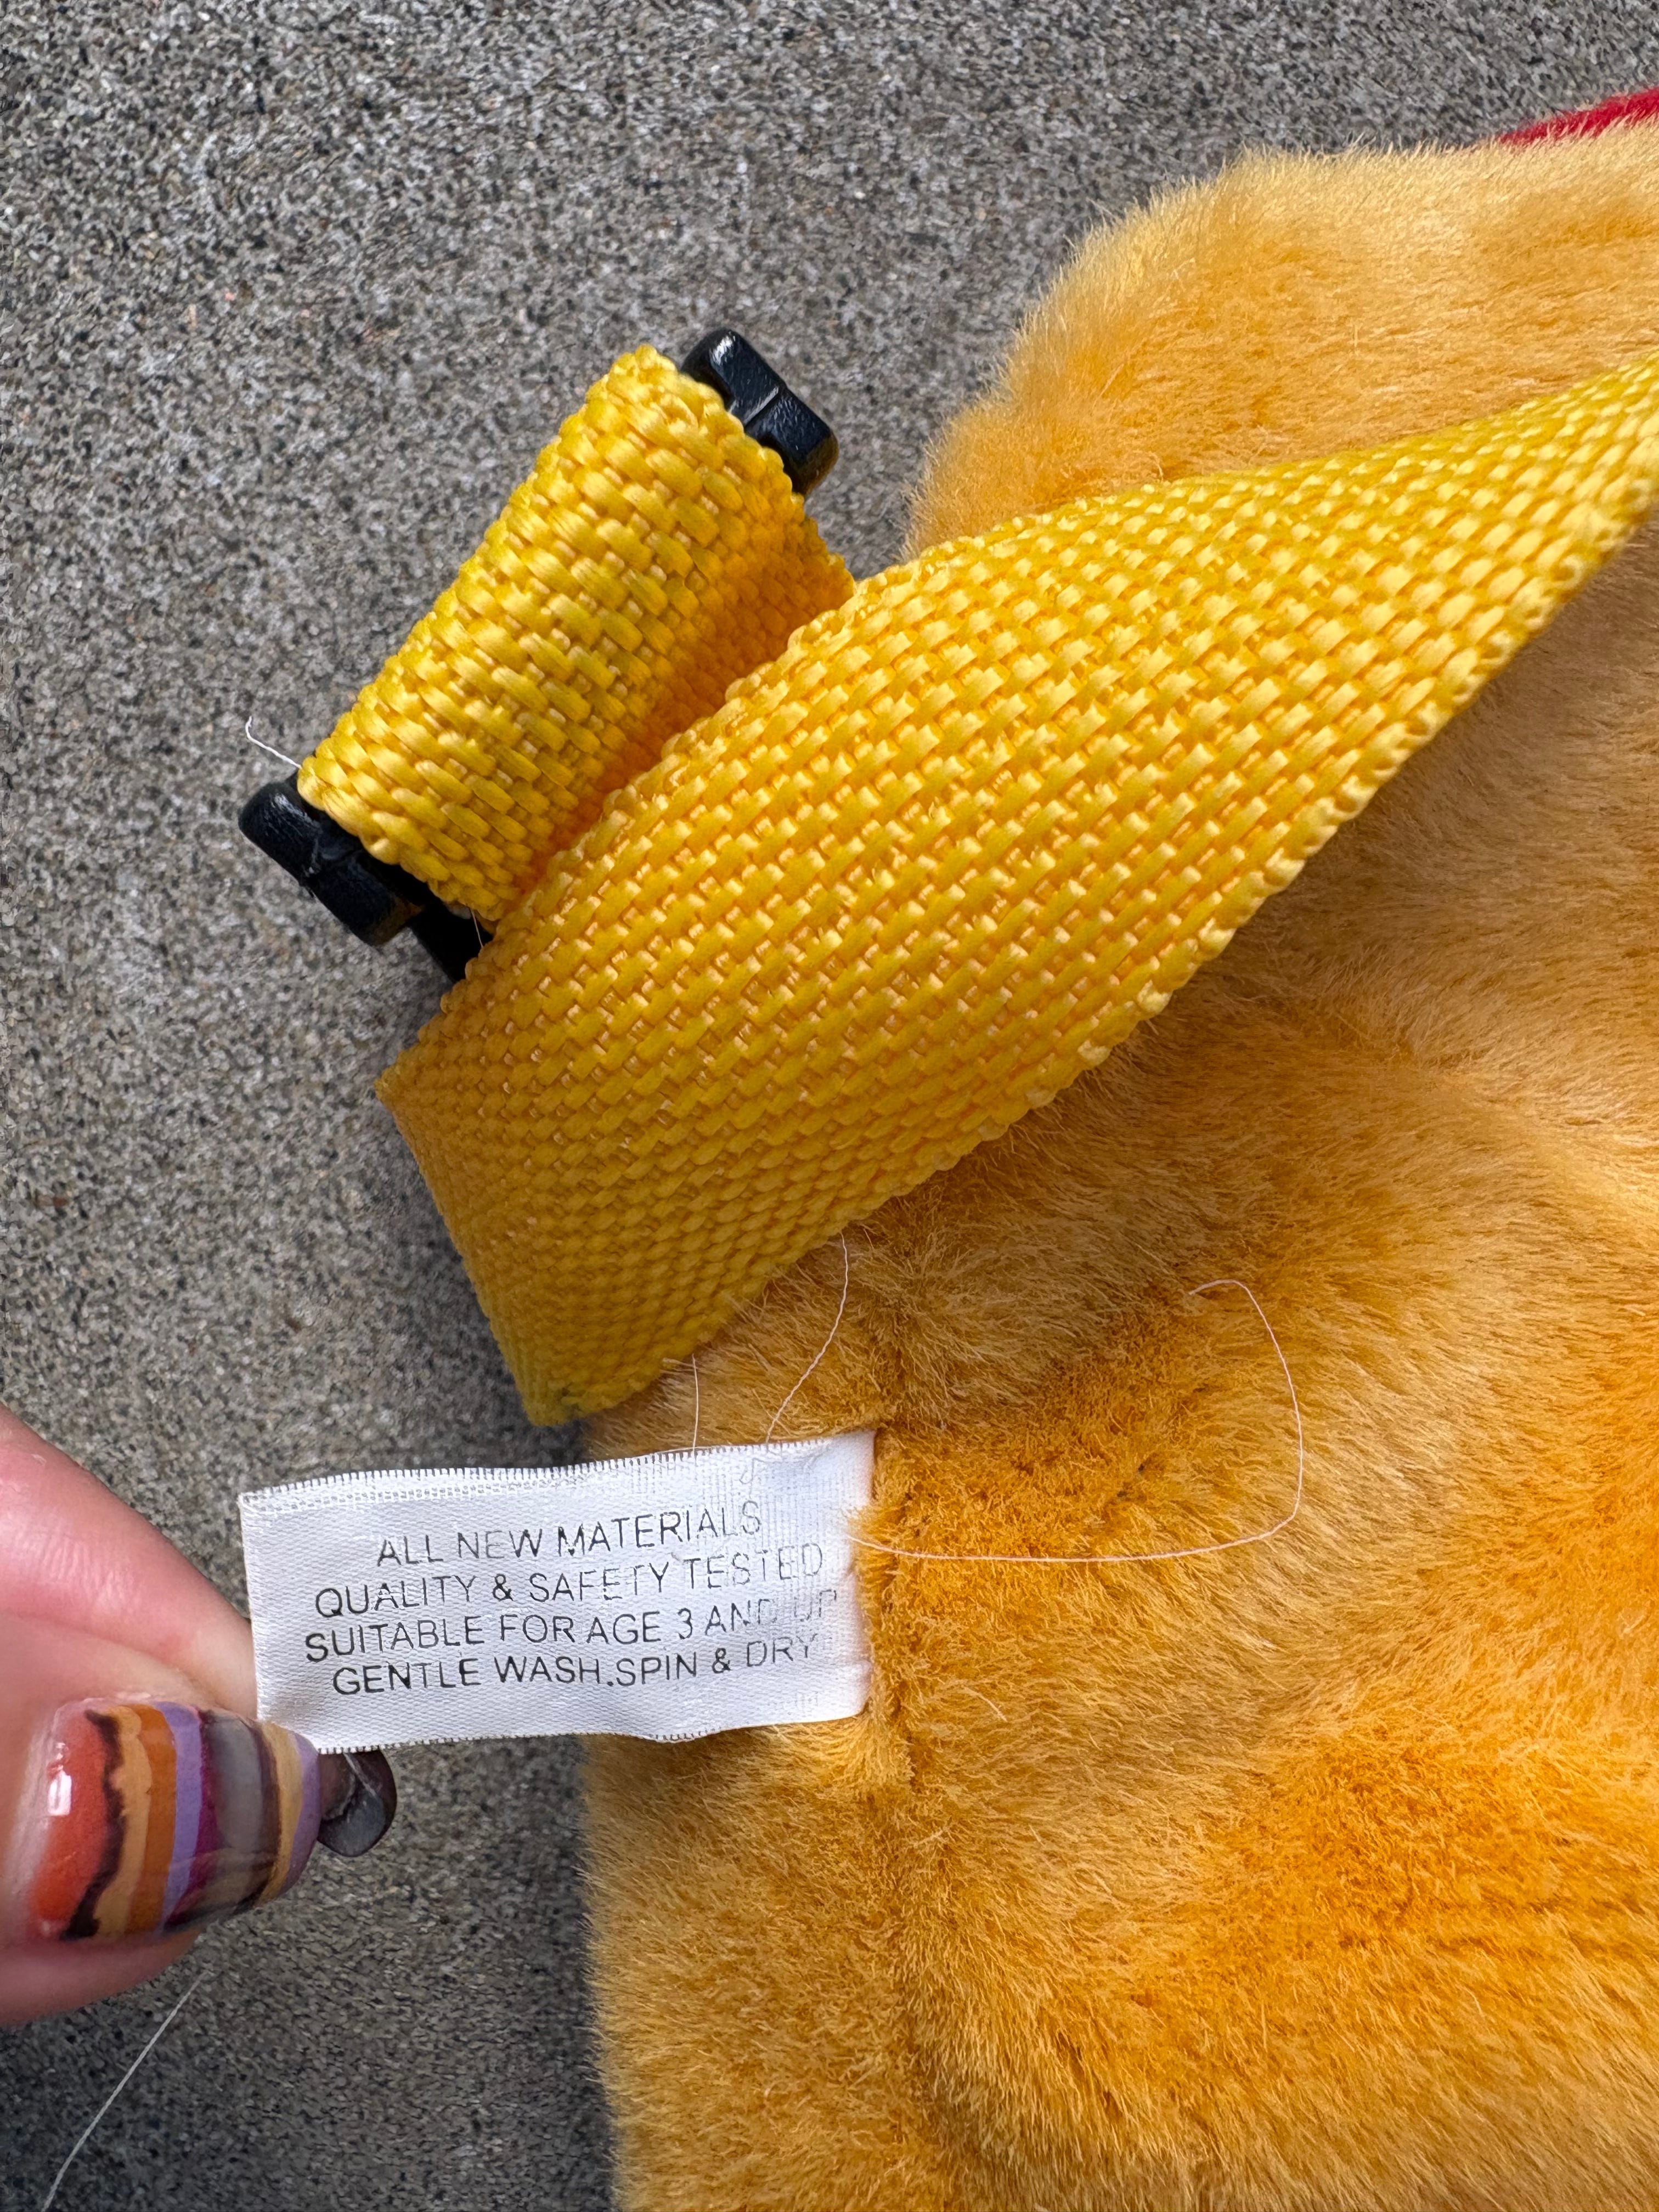 ALL NEW MATERIALS
QUALITY & SAFETY TESTED
SUITABLE FOR AGE 3 AND UP
GENTLE WASH.SPIN & DRY